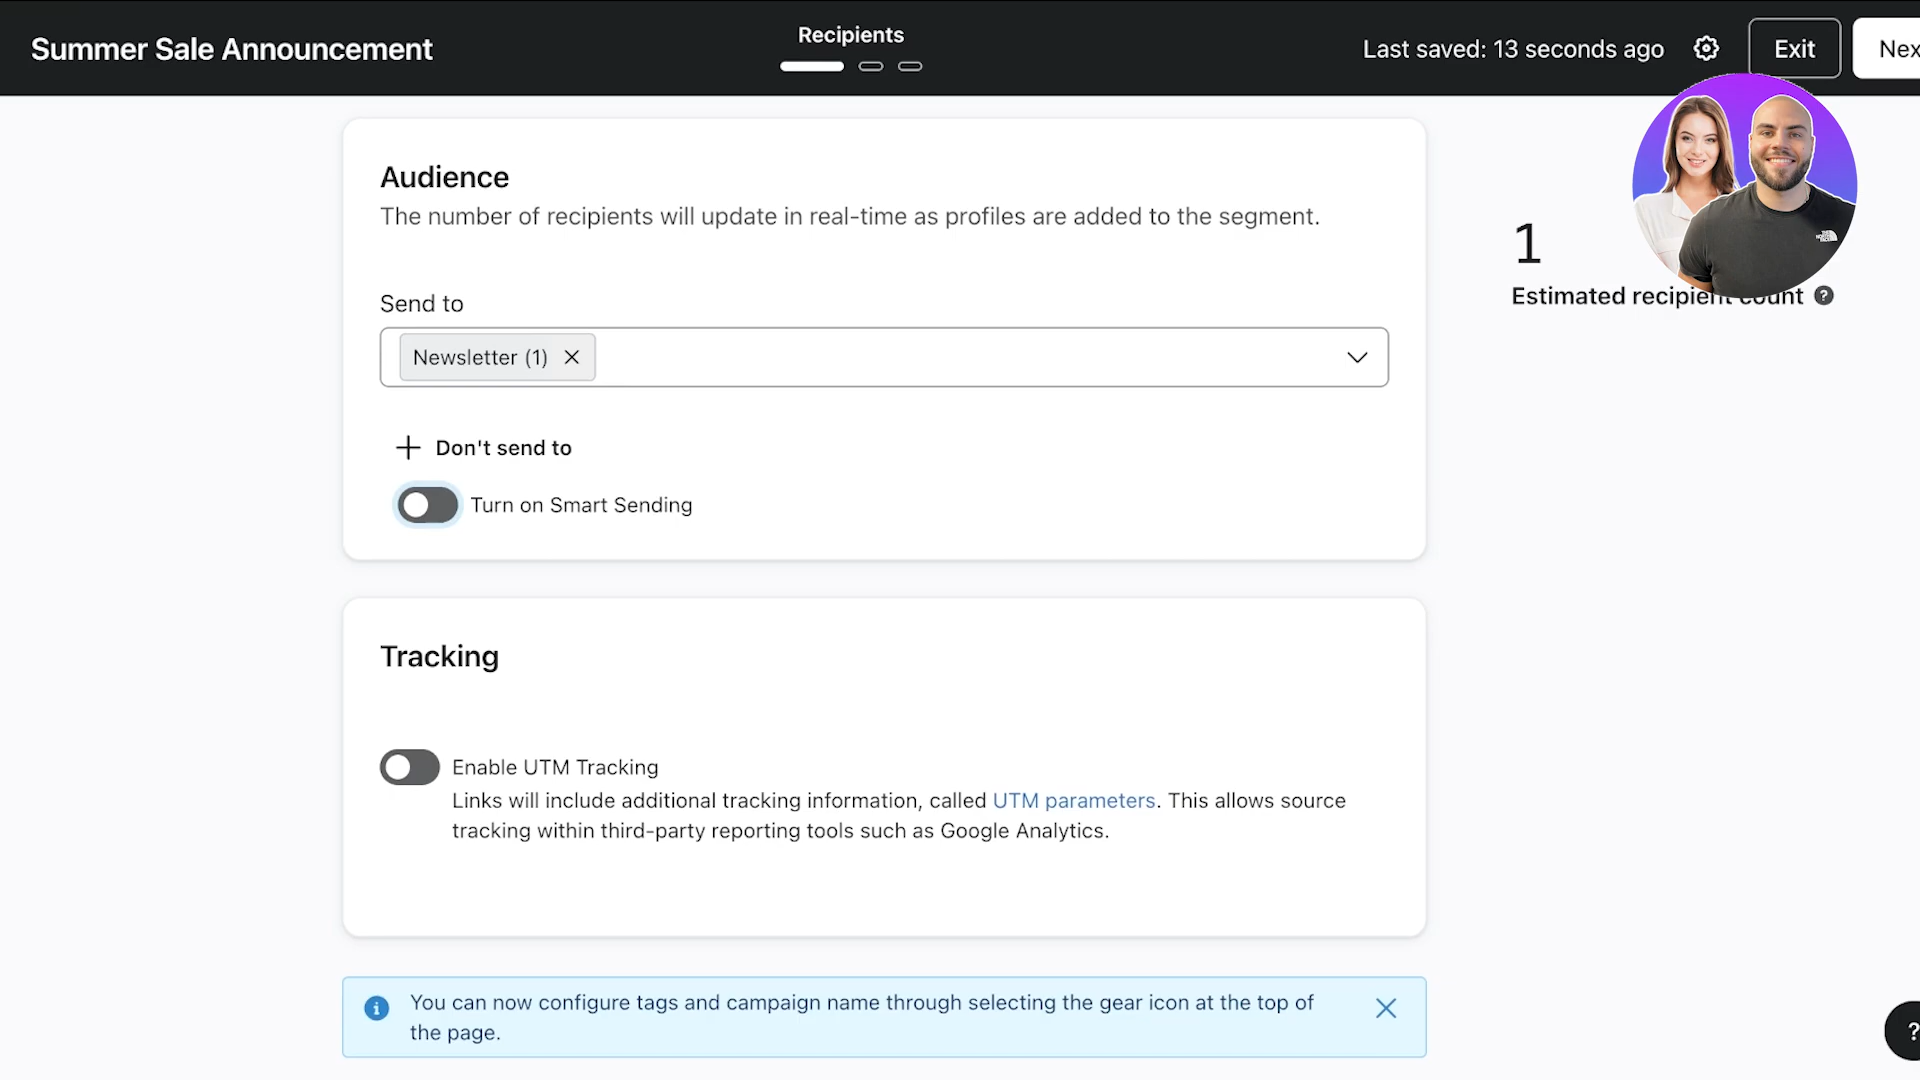 Summer Sale Announcement
Recipients
Last saved: 13 seconds ago
Exit
Nex
Audience
The number of recipients will update in real-time as profiles are added to the segment.
1
Estimated recipient count ?
Send to
Newsletter (1)
Don't send to
Turn on Smart Sending
Tracking
Enable UTM Tracking
Links will include additional tracking information, called UTM parameters. This allows source
tracking within third-party reporting tools such as Google Analytics.
You can now configure tags and campaign name through selecting the gear icon at the top of
the page.
?